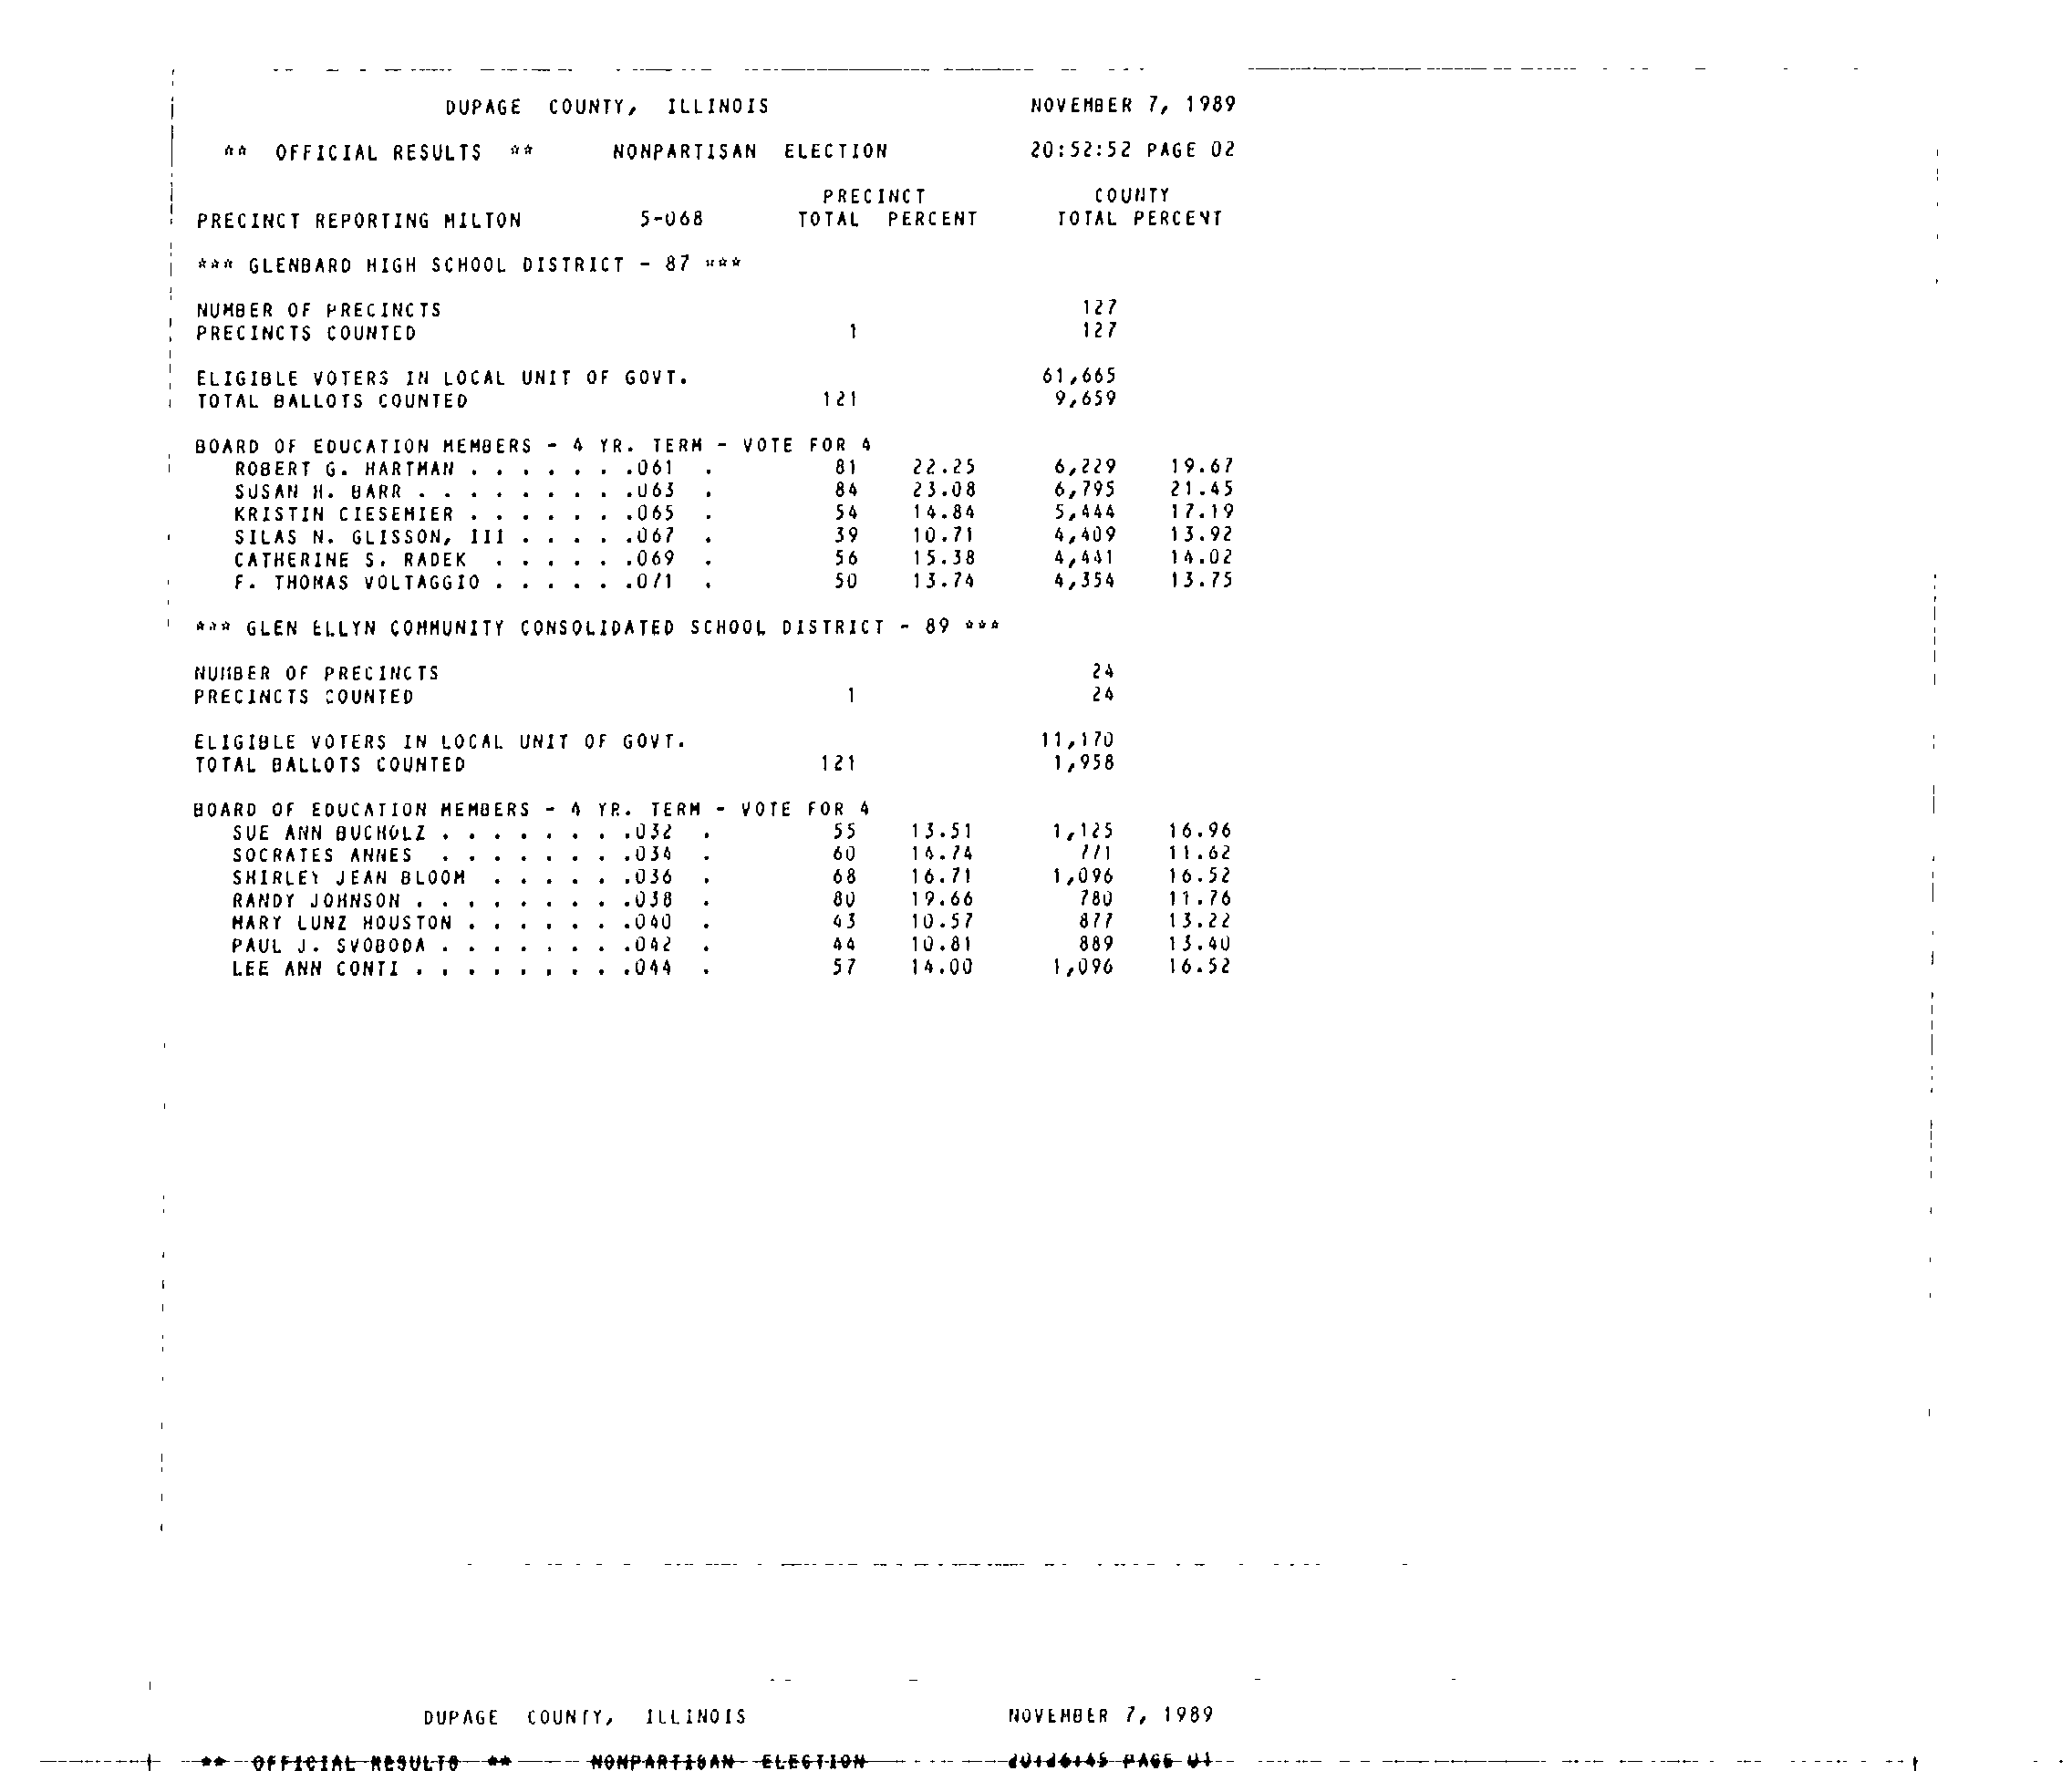 DUPAGE COUNTY, ILLINOIS NOVEMBER 7, 1989
** OFFICIAL RESULTS ** NONPARTISAN ELECTION 20:52:52 PAGE 02
PRECINCT COUNTY
PRECINCT REPORTING MILTON 5-068 TOTAL PERCENT TOTAL PERCENT
*** GLENBARD HIGH SCHOOL DISTRICT - 87 ***
NUMBER OF PRECINCTS 127
PRECINCTS COUNTED 1 127
ELIGIBLE VOTERS IN LOCAL UNIT OF GOVT. 61,665
TOTAL BALLOTS COUNTED 121 9,659
BOARD OF EDUCATION MEMBERS - 4 YR. TERM - VOTE FOR 4
ROBERT G. HARTMAN . . . . . . .061 . 81 22.25 6,229 19.67
SUSAN H. BARR . . . . . . . . .063 . 84 23.08 6,795 21.45
KRISTIN CIESEMIER . . . . . . .065 . 54 14.84 5,444 17.19
SILAS N. GLISSON, III . . . . .067 . 39 10.71 4,409 13.92
CATHERINE S. RADEK . . . . . .069 . 56 15.38 4,441 14.02
F. THOMAS VOLTAGGIO . . . . . .071 . 50 13.74 4,354 13.75
*** GLEN ELLYN COMMUNITY CONSOLIDATED SCHOOL DISTRICT - 89 ***
NUMBER OF PRECINCTS 24
PRECINCTS COUNTED 1 24
ELIGIBLE VOTERS IN LOCAL UNIT OF GOVT. 11,170
TOTAL BALLOTS COUNTED 121 1,958
BOARD OF EDUCATION MEMBERS - 4 YR. TERM - VOTE FOR 4
SUE ANN BUCHOLZ . . . . . . . .032 . 55 13.51 1,125 16.96
SOCRATES ANNES . . . . . . . .034 . 60 14.74 771 11.62
SHIRLEY JEAN BLOOM . . . . . .036 . 68 16.71 1,096 16.52
RANDY JOHNSON . . . . . . . . .038 . 80 19.66 780 11.76
MARY LUNZ HOUSTON . . . . . . .040 . 43 10.57 877 13.22
PAUL J. SVOBODA . . . . . . . .042 . 44 10.81 889 13.40
LEE ANN CONTI . . . . . . . . .044 . 57 14.00 1,096 16.52
DUPAGE COUNTY, ILLINOIS NOVEMBER 7, 1989
** OFFICIAL RESULTS ** NONPARTISAN ELECTION PAGE 01